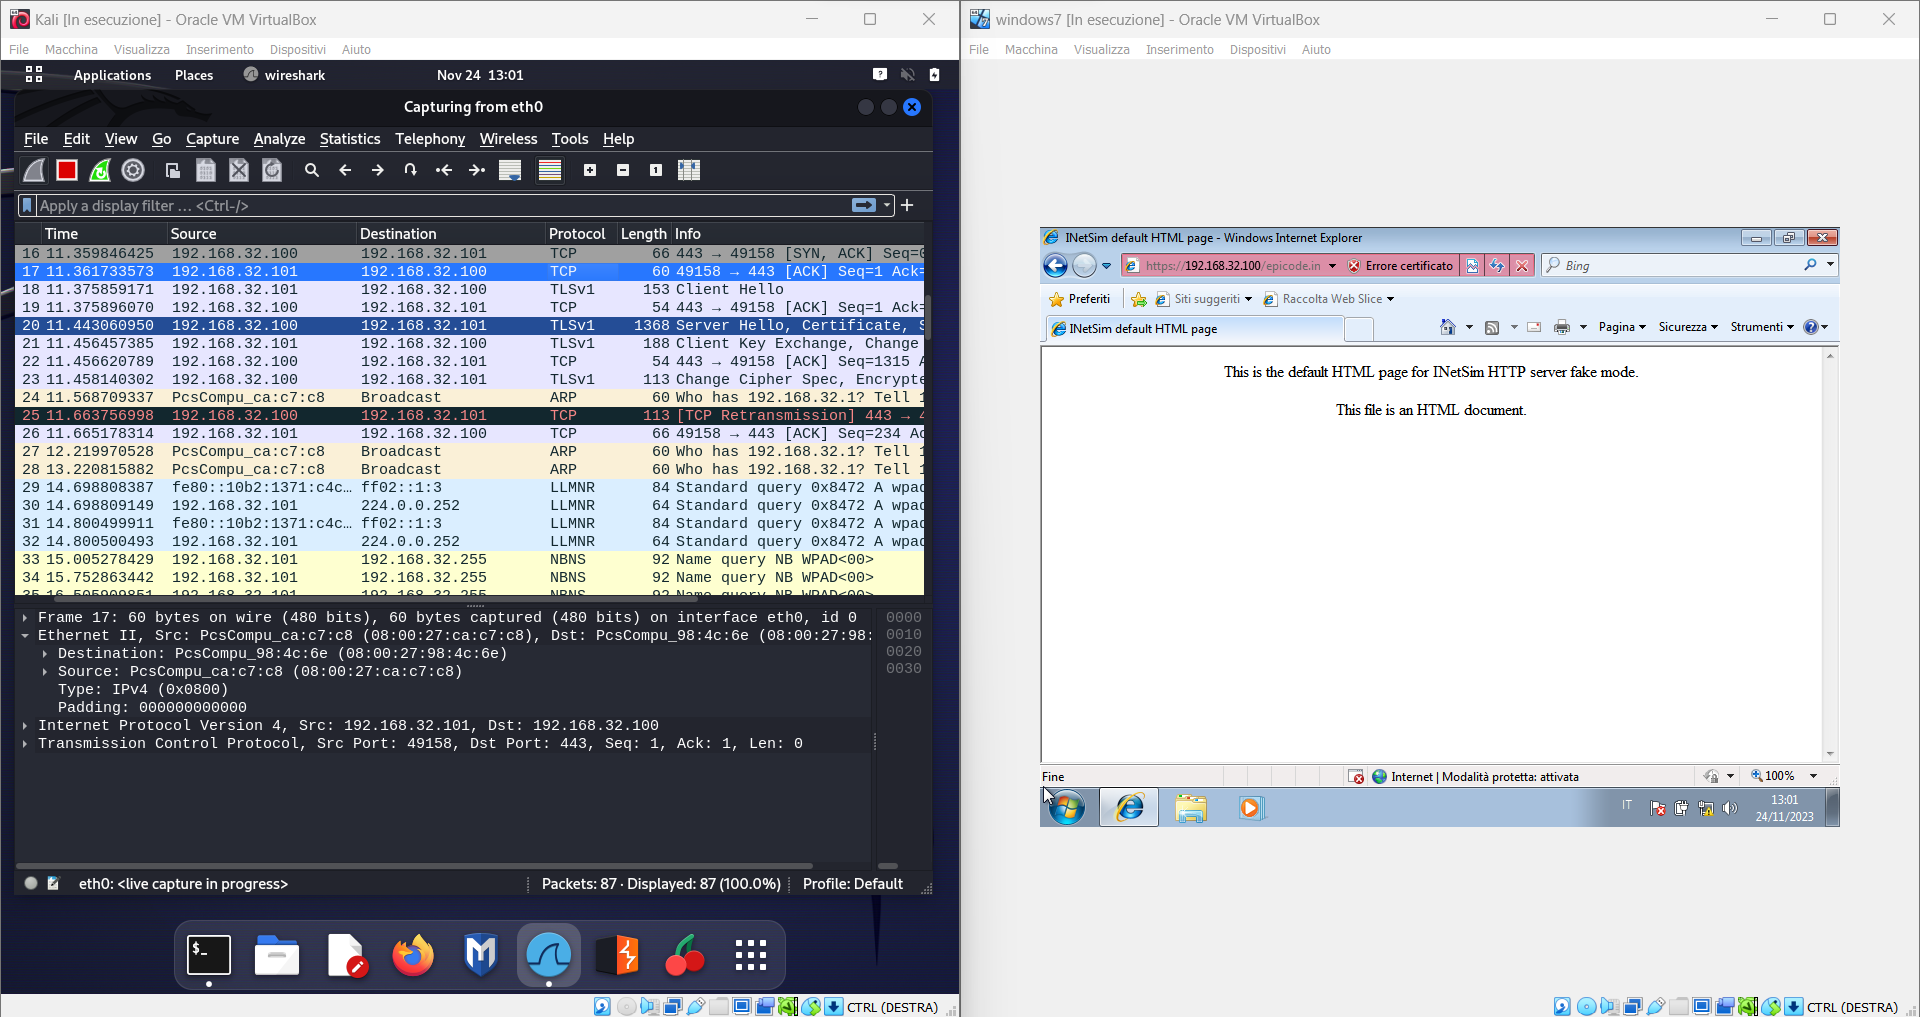 Kali [In esecuzione] - Oracle VM VirtualBox
File Macchina Visualizza Inserimento Dispositivi Aiuto
Applications Places wireshark Nov 24 13:01
Capturing from eth0
File Edit View Go Capture Analyze Statistics Telephony Wireless Tools Help
Apply a display filter … <Ctrl-/>
Time Source Destination Protocol Length Info
16 11.359846425 192.168.32.100 192.168.32.101 TCP 66 443 → 49158 [SYN, ACK] Seq=0
17 11.361733573 192.168.32.101 192.168.32.100 TCP 60 49158 → 443 [ACK] Seq=1 Ack=
18 11.375859171 192.168.32.101 192.168.32.100 TLSv1 153 Client Hello
19 11.375896070 192.168.32.100 192.168.32.101 TCP 54 443 → 49158 [ACK] Seq=1 Ack=
20 11.443060950 192.168.32.100 192.168.32.101 TLSv1 1368 Server Hello, Certificate, S
21 11.456457385 192.168.32.101 192.168.32.100 TLSv1 188 Client Key Exchange, Change
22 11.456620789 192.168.32.100 192.168.32.101 TCP 54 443 → 49158 [ACK] Seq=1315 A
23 11.458140302 192.168.32.100 192.168.32.101 TLSv1 113 Change Cipher Spec, Encrypte
24 11.568709337 PcsCompu_ca:c7:c8 Broadcast ARP 60 Who has 192.168.32.1? Tell 1
25 11.663756998 192.168.32.100 192.168.32.101 TCP 113 [TCP Retransmission] 443 → 4
26 11.665178314 192.168.32.101 192.168.32.100 TCP 66 49158 → 443 [ACK] Seq=234 Ac
27 12.219970528 PcsCompu_ca:c7:c8 Broadcast ARP 60 Who has 192.168.32.1? Tell 1
28 13.220815882 PcsCompu_ca:c7:c8 Broadcast ARP 60 Who has 192.168.32.1? Tell 1
29 14.698808387 fe80::10b2:1371:c4c… ff02::1:3 LLMNR 84 Standard query 0x8472 A wpad
30 14.698809149 192.168.32.101 224.0.0.252 LLMNR 64 Standard query 0x8472 A wpad
31 14.800499911 fe80::10b2:1371:c4c… ff02::1:3 LLMNR 84 Standard query 0x8472 A wpad
32 14.800500493 192.168.32.101 224.0.0.252 LLMNR 64 Standard query 0x8472 A wpad
33 15.005278429 192.168.32.101 192.168.32.255 NBNS 92 Name query NB WPAD<00>
34 15.752863442 192.168.32.101 192.168.32.255 NBNS 92 Name query NB WPAD<00>
Frame 17: 60 bytes on wire (480 bits), 60 bytes captured (480 bits) on interface eth0, id 0
Ethernet II, Src: PcsCompu_ca:c7:c8 (08:00:27:ca:c7:c8), Dst: PcsCompu_98:4c:6e (08:00:27:98:
Destination: PcsCompu_98:4c:6e (08:00:27:98:4c:6e)
Source: PcsCompu_ca:c7:c8 (08:00:27:ca:c7:c8)
Type: IPv4 (0x0800)
Padding: 000000000000
Internet Protocol Version 4, Src: 192.168.32.101, Dst: 192.168.32.100
Transmission Control Protocol, Src Port: 49158, Dst Port: 443, Seq: 1, Ack: 1, Len: 0
0000
0010
0020
0030
eth0: <live capture in progress> Packets: 87 · Displayed: 87 (100.0%) Profile: Default
CTRL (DESTRA)
windows7 [In esecuzione] - Oracle VM VirtualBox
File Macchina Visualizza Inserimento Dispositivi Aiuto
INetSim default HTML page - Windows Internet Explorer
https://192.168.32.100/epicode.in Errore certificato Bing
Preferiti Siti suggeriti Raccolta Web Slice
INetSim default HTML page Pagina Sicurezza Strumenti
This is the default HTML page for INetSim HTTP server fake mode.
This file is an HTML document.
Fine Internet | Modalità protetta: attivata 100%
IT 13:01
24/11/2023
CTRL (DESTRA)